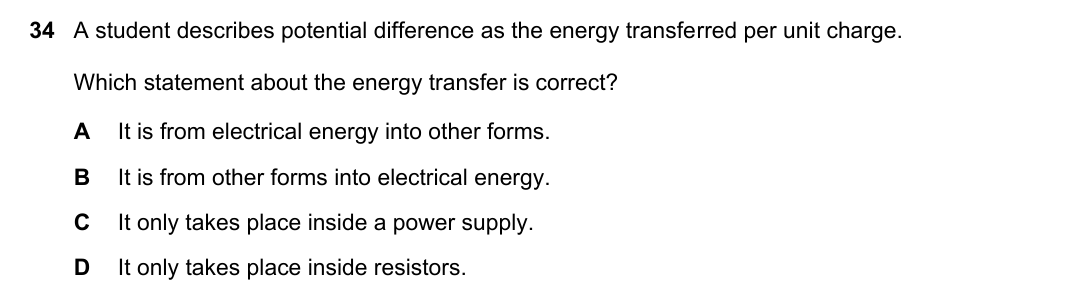 34 A student describes potential difference as the energy transferred per unit charge.
Which statement about the energy transfer is correct?
A It is from electrical energy into other forms.
B It is from other forms into electrical energy.
C It only takes place inside a power supply.
D It only takes place inside resistors.